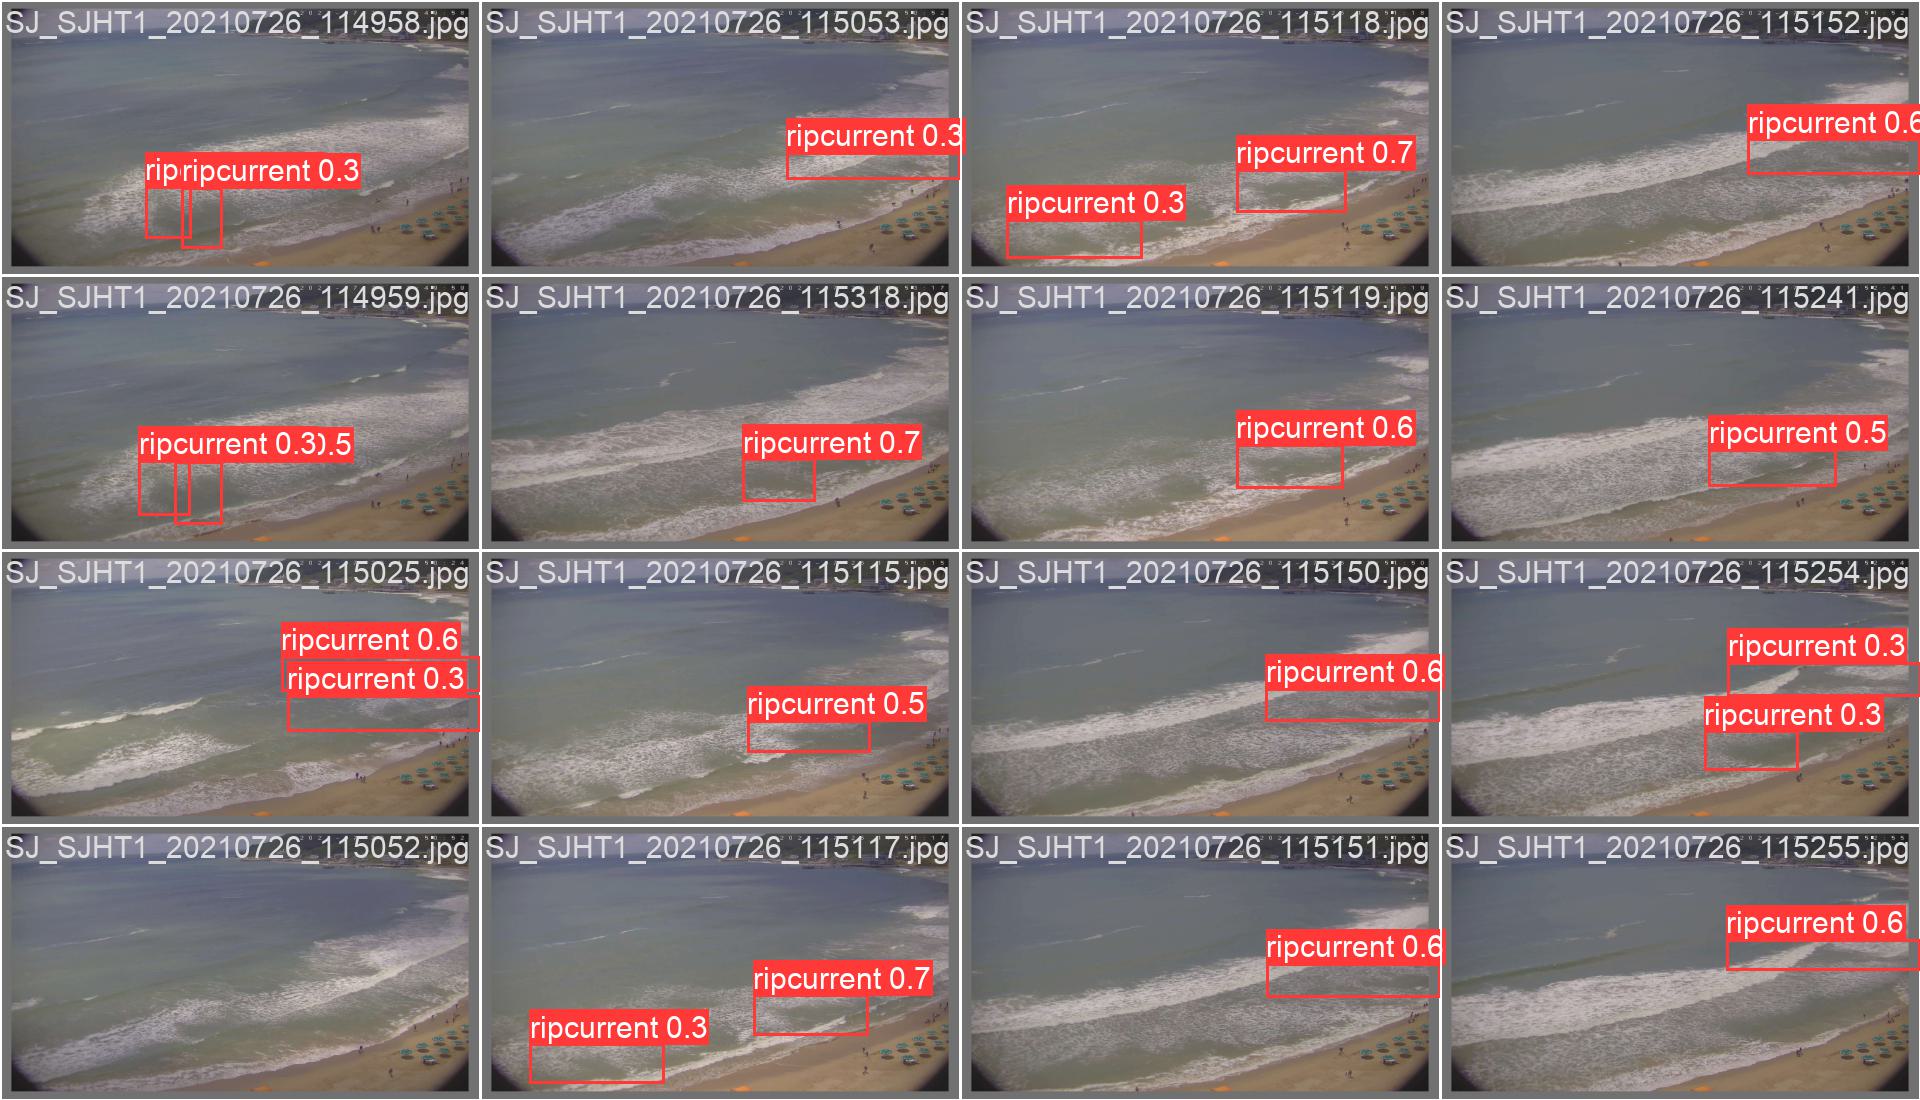 SJ_SJHT1_20210726_114958.jpg
rip
ripcurrent 0.3
SJ_SJHT1_20210726_115053.jpg
ripcurrent 0.3
SJ_SJHT1_20210726_115118.jpg
ripcurrent 0.7
ripcurrent 0.3
SJ_SJHT1_20210726_115152.jpg
ripcurrent 0.6
SJ_SJHT1_20210726_114959.jpg
ripcurrent 0.3).5
SJ_SJHT1_20210726_115318.jpg
ripcurrent 0.7
SJ_SJHT1_20210726_115119.jpg
ripcurrent 0.6
SJ_SJHT1_20210726_115241.jpg
ripcurrent 0.5
SJ_SJHT1_20210726_115025.jpg
ripcurrent 0.6
ripcurrent 0.3
SJ_SJHT1_20210726_115115.jpg
ripcurrent 0.5
SJ_SJHT1_20210726_115150.jpg
ripcurrent 0.6
SJ_SJHT1_20210726_115254.jpg
ripcurrent 0.3
ripcurrent 0.3
SJ_SJHT1_20210726_115052.jpg
SJ_SJHT1_20210726_115117.jpg
ripcurrent 0.7
ripcurrent 0.3
SJ_SJHT1_20210726_115151.jpg
ripcurrent 0.6
SJ_SJHT1_20210726_115255.jpg
ripcurrent 0.6